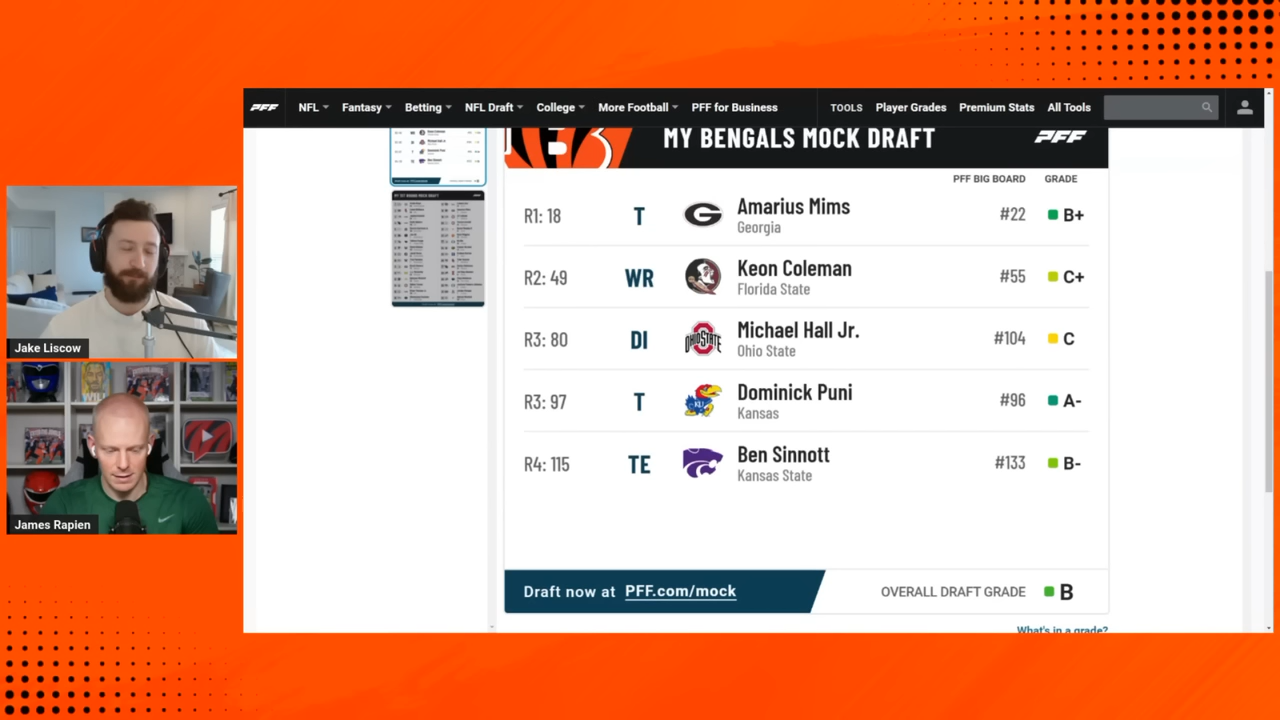 PFF
NFL
Fantasy
Betting
NFL Draft
College
More Football
PFF for Business
TOOLS
Player Grades
Premium Stats
All Tools
MY BENGALS MOCK DRAFT
PFF
PFF BIG BOARD
GRADE
R1: 18
T
Amarius Mims
Georgia
#22
B+
R2: 49
WR
Keon Coleman
Florida State
#55
C+
R3: 80
DI
OHIO STATE
Michael Hall Jr.
Ohio State
#104
C
R3: 97
T
KU
Dominick Puni
Kansas
#96
A-
R4: 115
TE
Ben Sinnott
Kansas State
#133
B-
Draft now at PFF.com/mock
OVERALL DRAFT GRADE
B
What's in a grade?
Jake Liscow
James Rapien